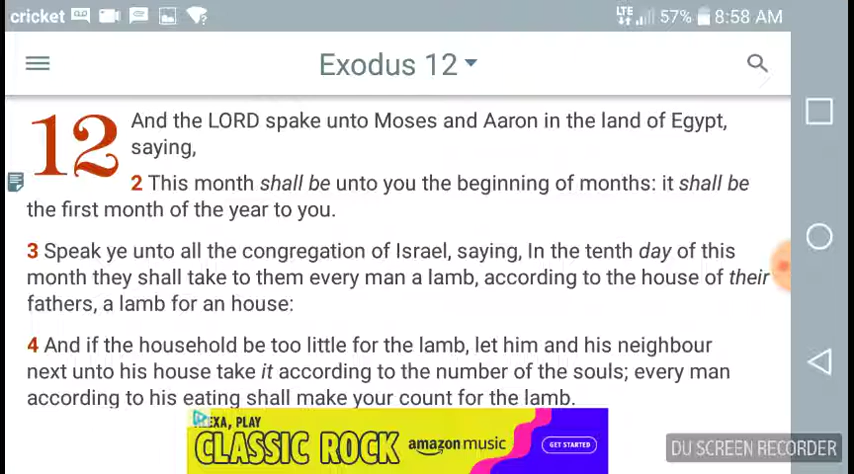 cricket 57% 8:58 AM
LTE
Exodus 12
12 And the LORD spake unto Moses and Aaron in the land of Egypt,
saying,
2 This month shall be unto you the beginning of months: it shall be
the first month of the year to you.
3 Speak ye unto all the congregation of Israel, saying, In the tenth day of this
month they shall take to them every man a lamb, according to the house of their
fathers, a lamb for an house:
4 And if the household be too little for the lamb, let him and his neighbour
next unto his house take it according to the number of the souls; every man
according to his eating shall make your count for the lamb.
PLAY
CLASSIC ROCK amazon music GET STARTED
DU SCREEN RECORDER